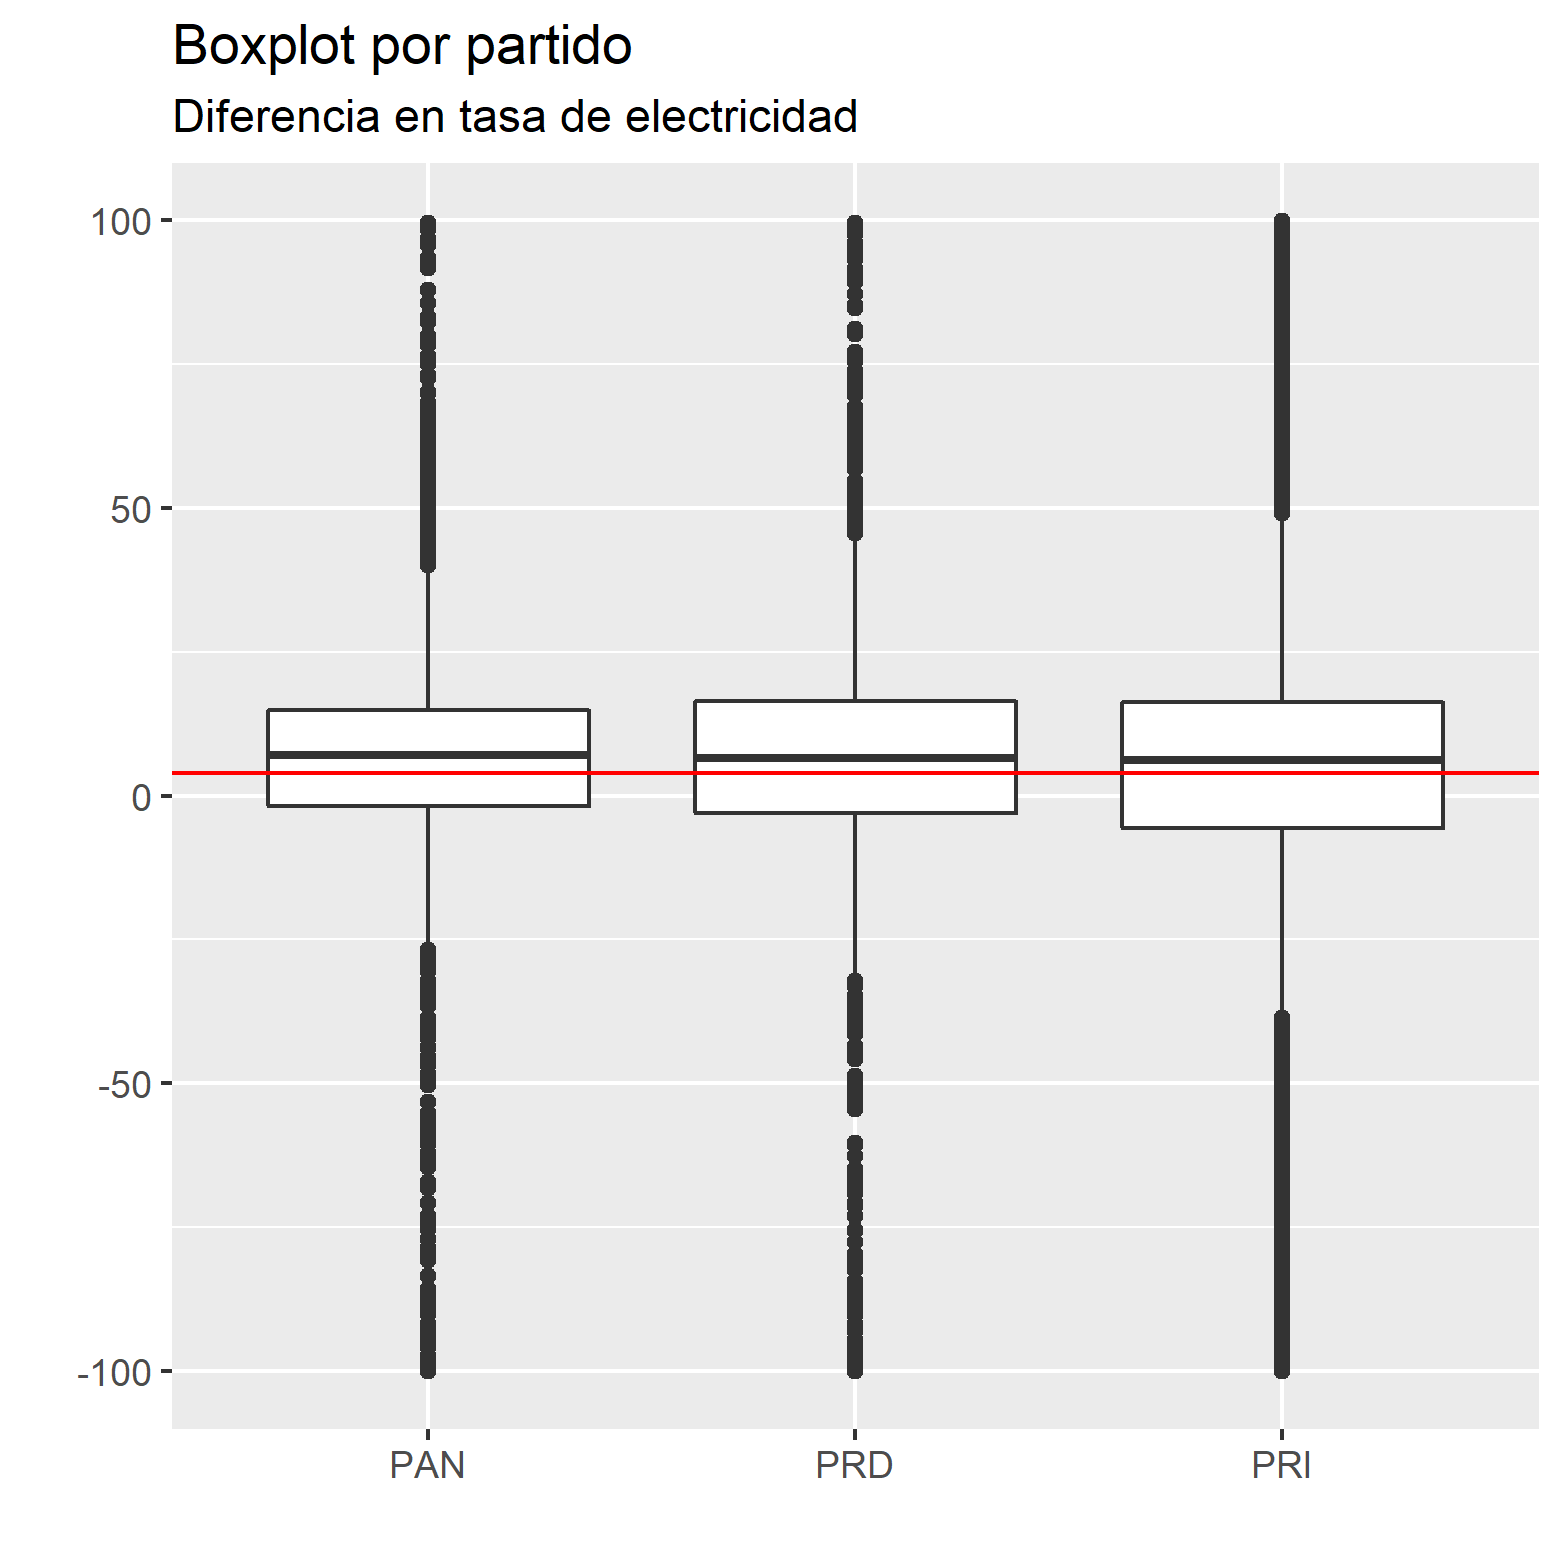 Boxplot por partido
Diferencia en tasa de electricidad
100
50
0
-50
-100
PAN PRD PRI